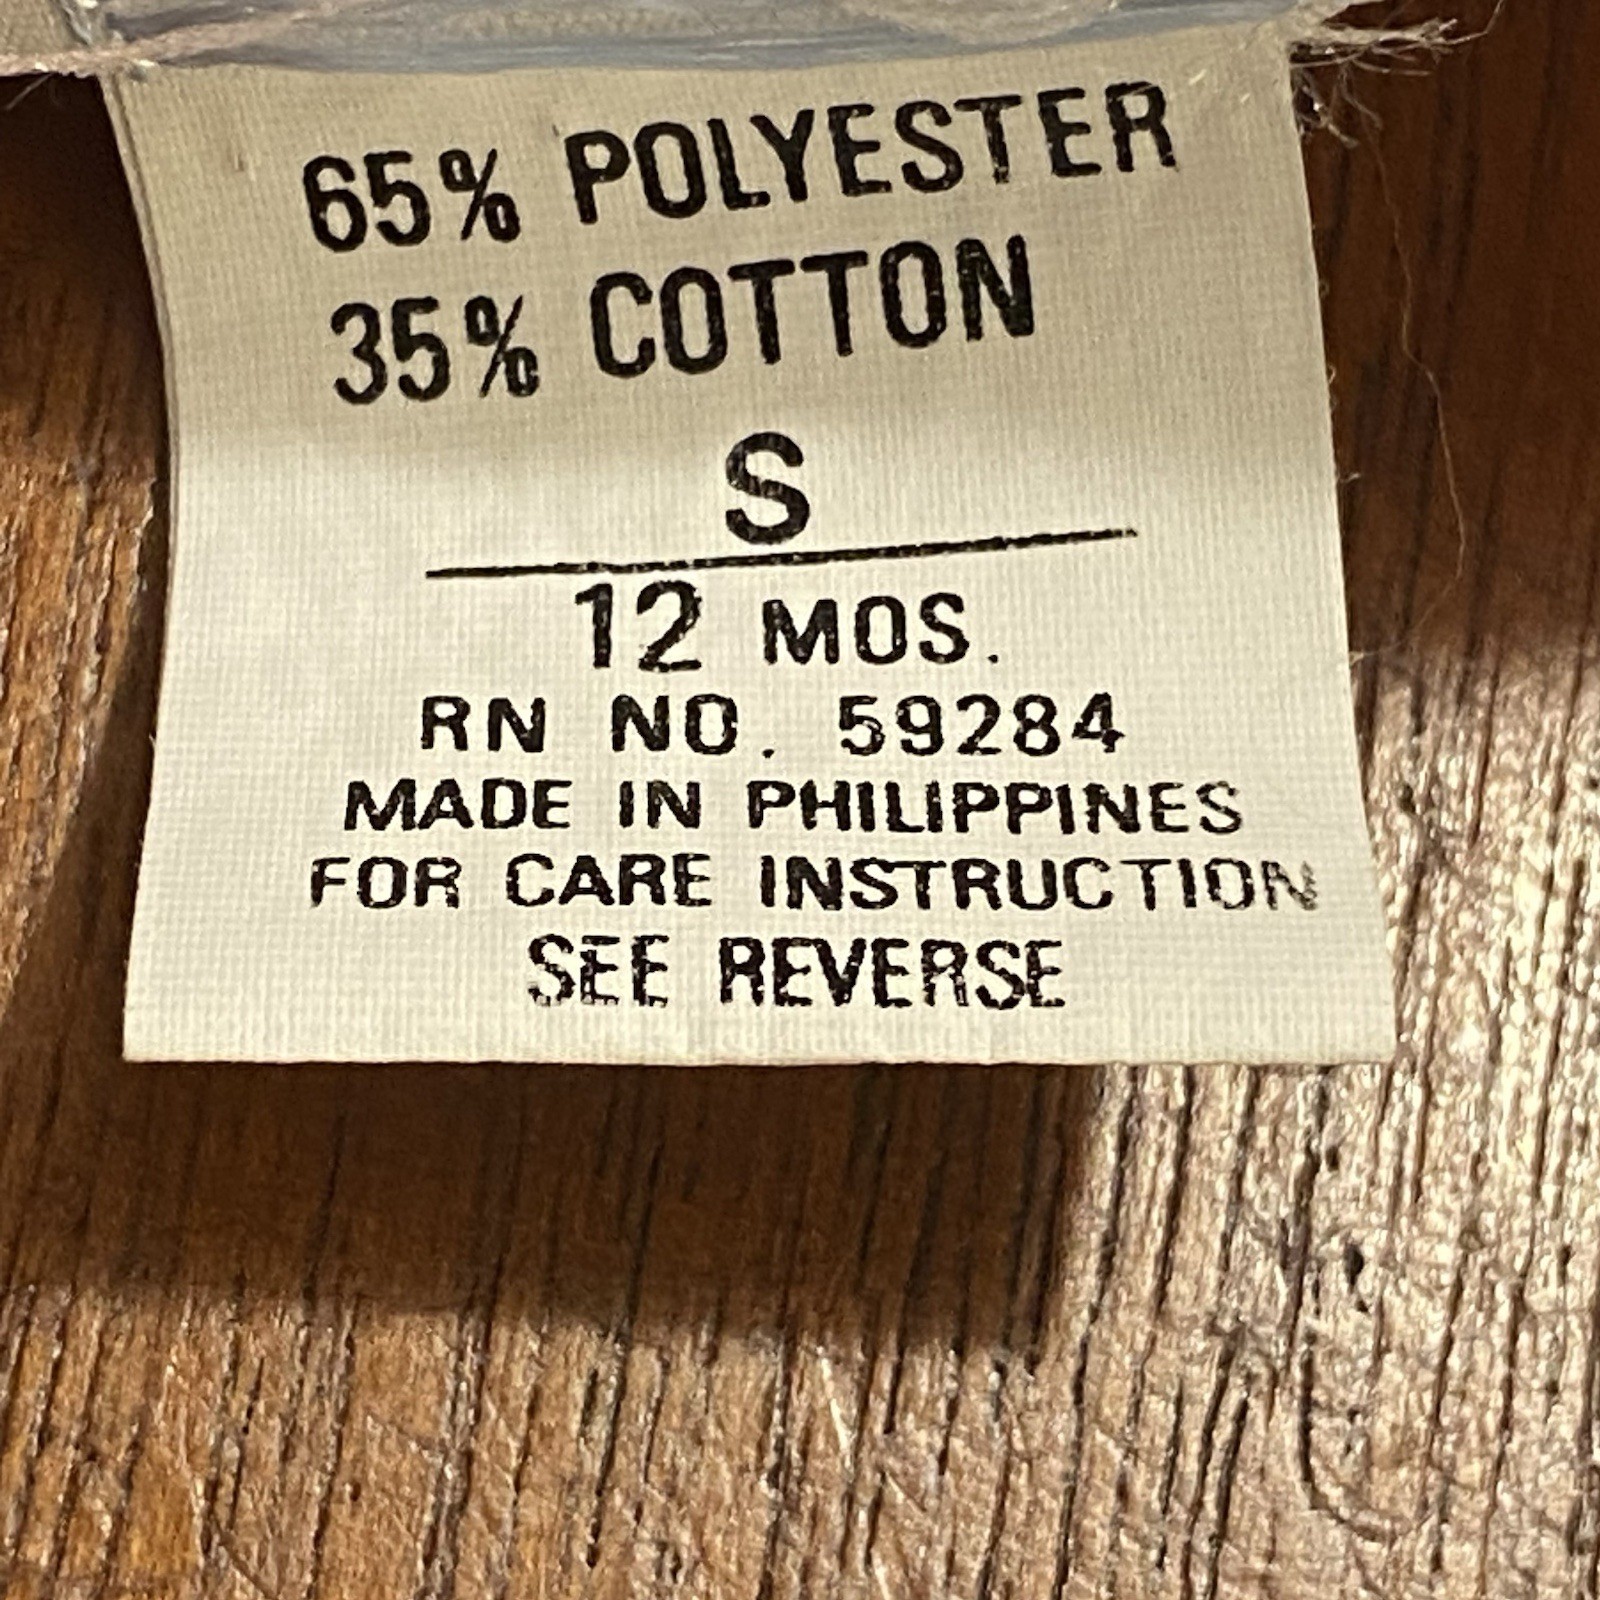 65% POLYESTER
35% COTTON
S
12 MOS.
RN NO. 59284
MADE IN PHILIPPINES
FOR CARE INSTRUCTION
SEE REVERSE